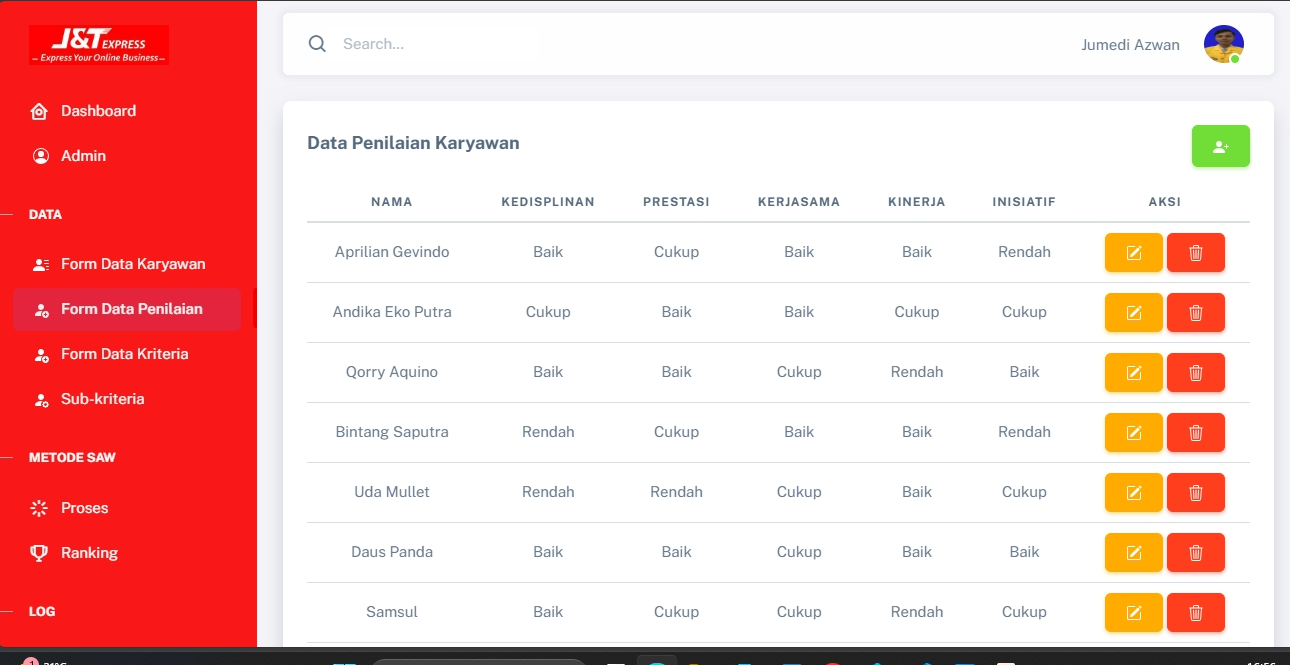 J&T EXPRESS
Express Your Online Business
Search...
Jumedi Azwan
Dashboard
Admin
DATA
Form Data Karyawan
Form Data Penilaian
Form Data Kriteria
Sub-kriteria
METODE SAW
Proses
Ranking
LOG
Data Penilaian Karyawan
NAMA KEDISPLINAN PRESTASI KERJASAMA KINERJA INISIATIF AKSI
Aprilian Gevindo Baik Cukup Baik Baik Rendah
Andika Eko Putra Cukup Baik Baik Cukup Cukup
Qorry Aquino Baik Baik Cukup Rendah Baik
Bintang Saputra Rendah Cukup Baik Baik Rendah
Uda Mullet Rendah Rendah Cukup Baik Cukup
Daus Panda Baik Baik Cukup Baik Baik
Samsul Baik Cukup Cukup Rendah Cukup